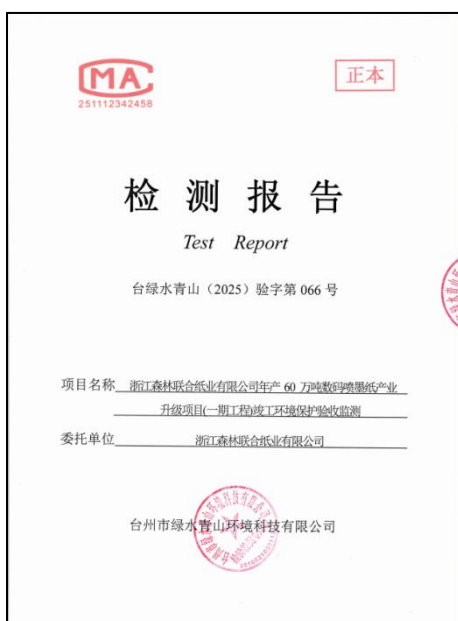 MA
正本
251112342458
检测报告
Test Report
台绿水青山（2025）验字第 066 号
项目名称 浙江森林联合纸业有限公司年产 60 万吨数码喷墨纸产业
升级项目(一期工程)竣工环境保护验收监测
委托单位 浙江森林联合纸业有限公司
台州市绿水青山环境科技有限公司